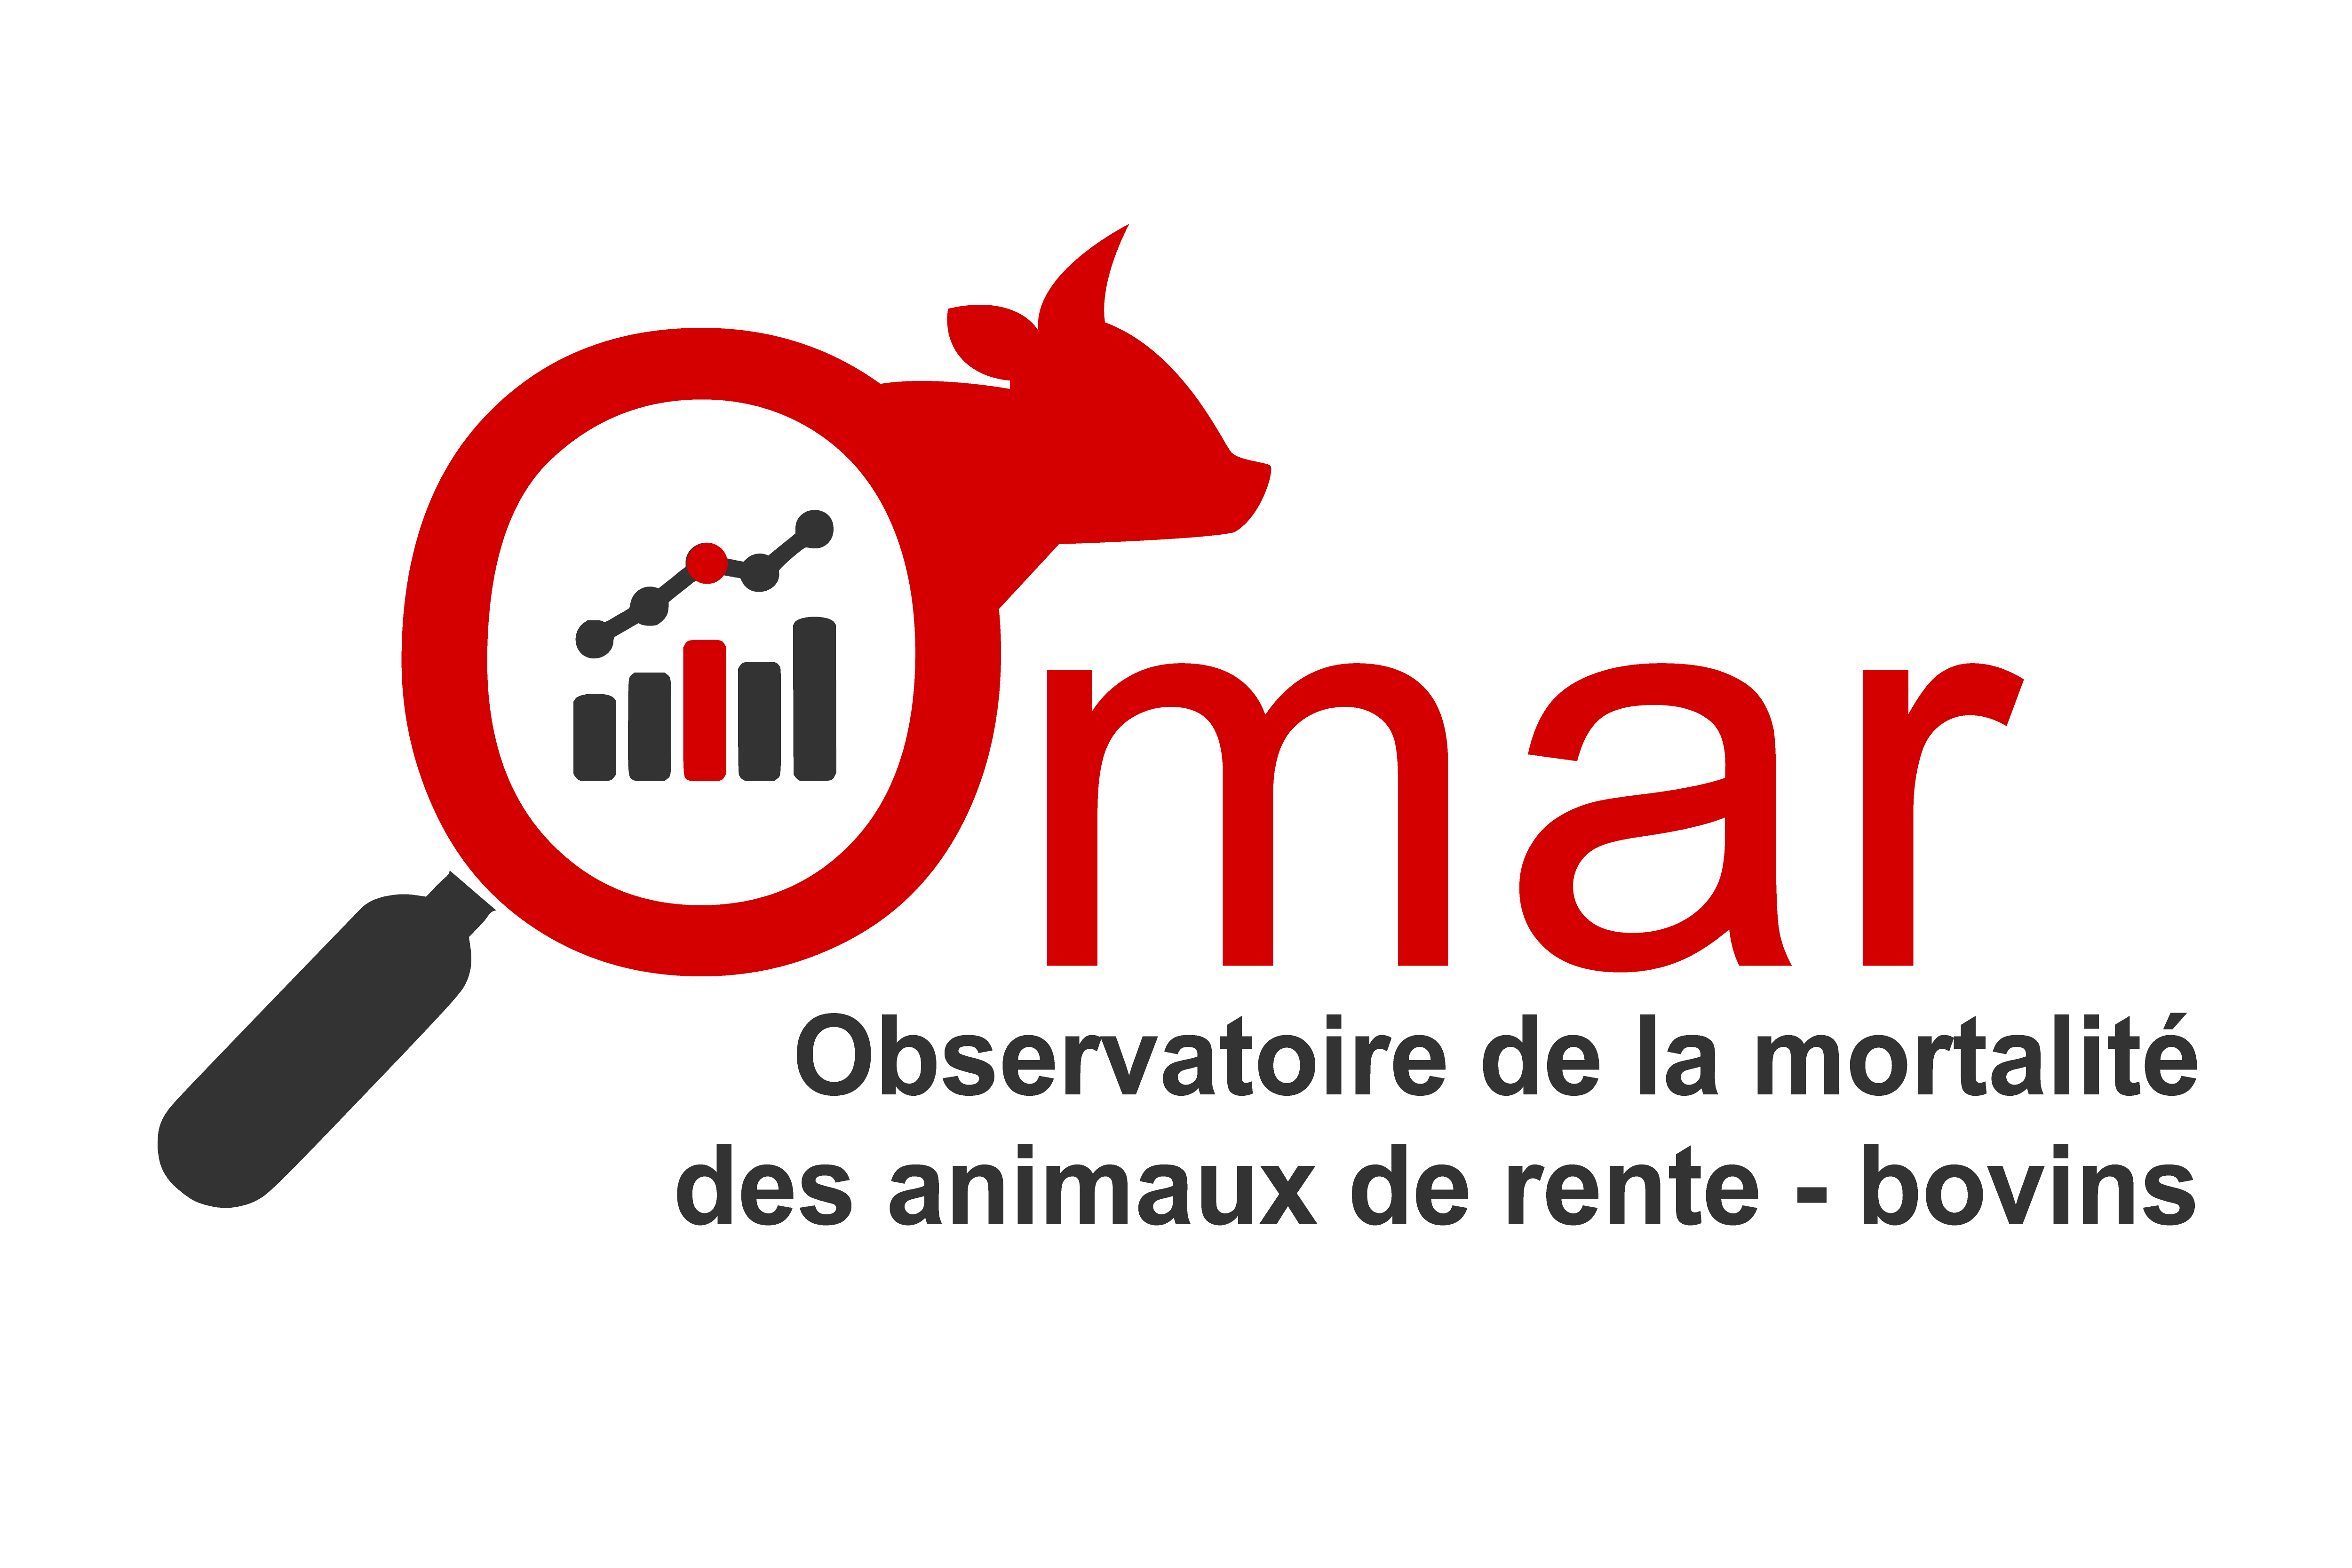 Omar
Observatoire de la mortalité
des animaux de rente - bovins